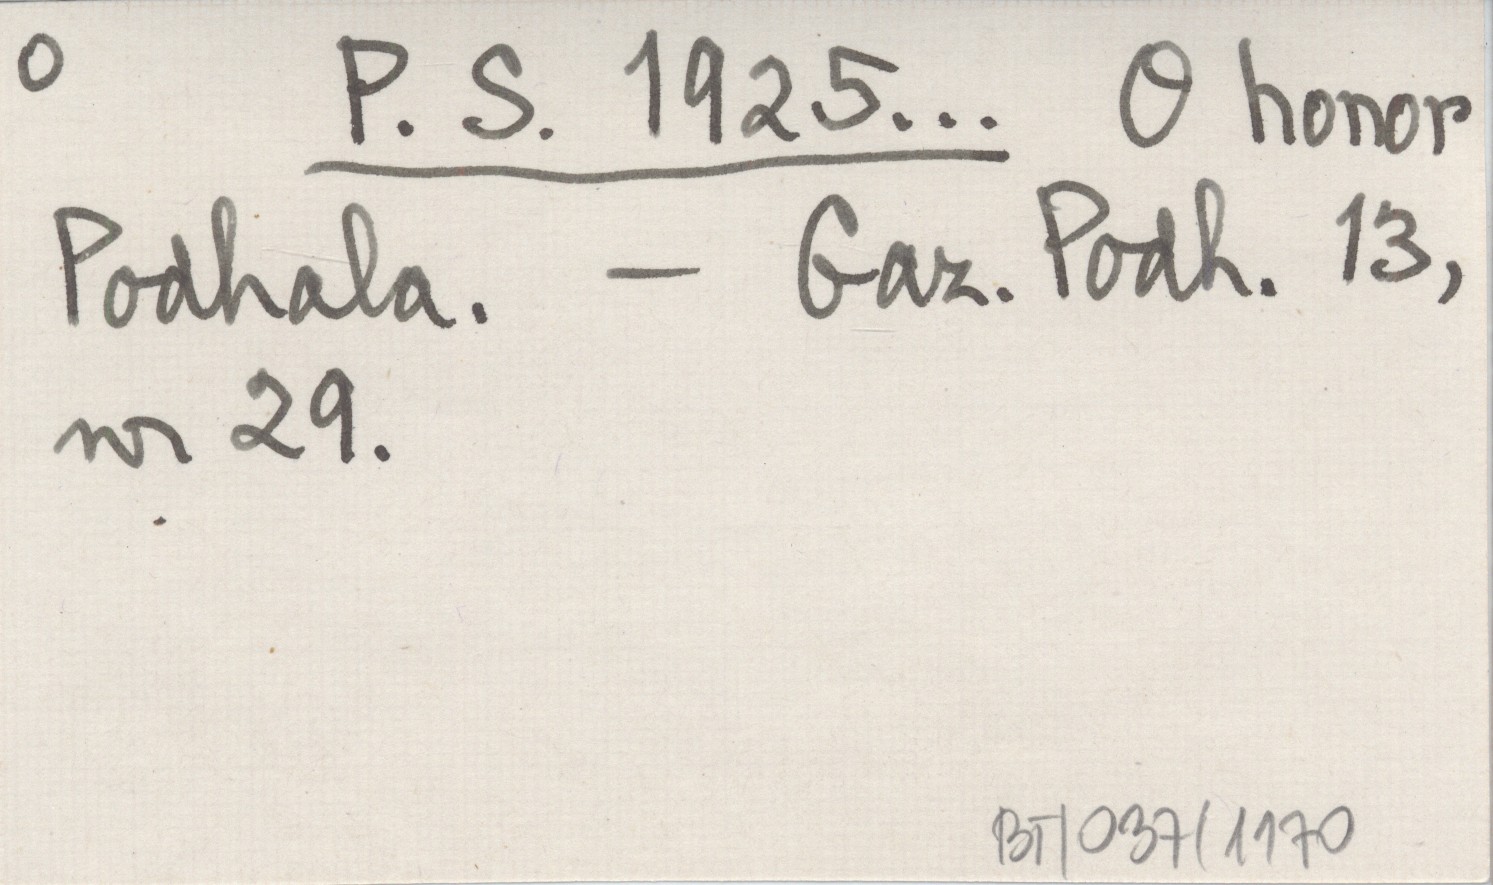 o P. S. 1925... O honor
Podhala. — Gaz. Podh. 13,
nr 29.
BT/037/1170